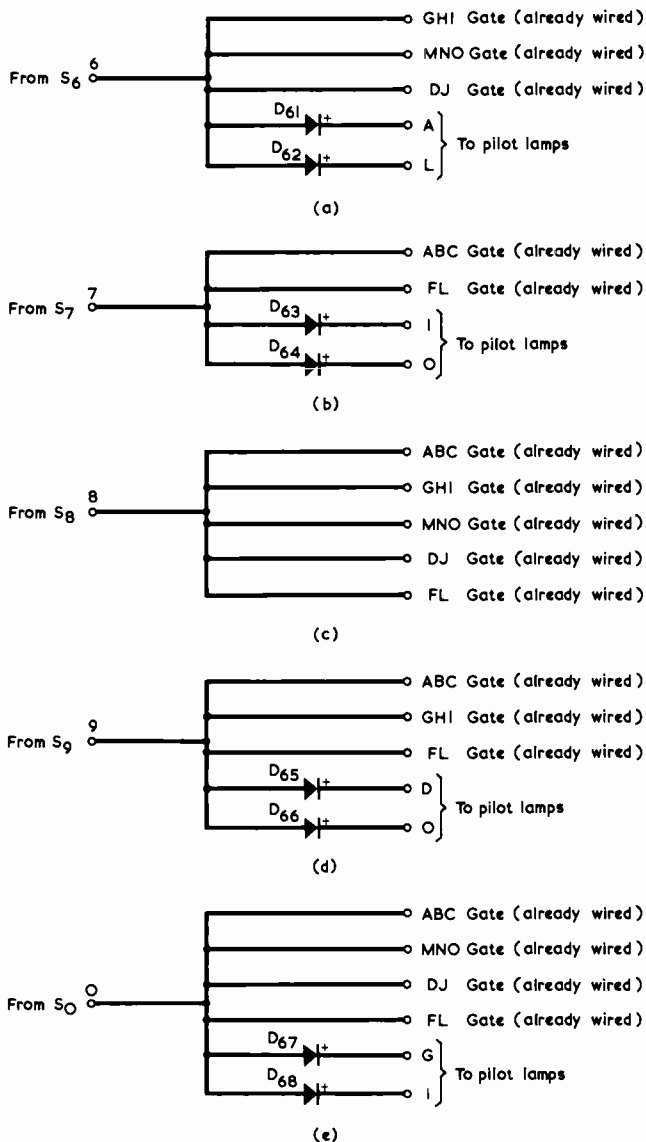 GHI Gate (already wired)
MNO Gate (already wired)
From S6 6
DJ Gate (already wired)
D61 + A
To pilot lamps
D62 + L
(a)
ABC Gate (already wired)
From S7 7
FL Gate (already wired)
D63 + I
To pilot lamps
D64 + O
(b)
ABC Gate (already wired)
GHI Gate (already wired)
From S8 8
MNO Gate (already wired)
DJ Gate (already wired)
FL Gate (already wired)
(c)
ABC Gate (already wired)
GHI Gate (already wired)
From S9 9
FL Gate (already wired)
D65 + D
To pilot lamps
D66 + O
(d)
ABC Gate (already wired)
MNO Gate (already wired)
From SO O
DJ Gate (already wired)
FL Gate (already wired)
D67 + G
To pilot lamps
D68 + I
(e)